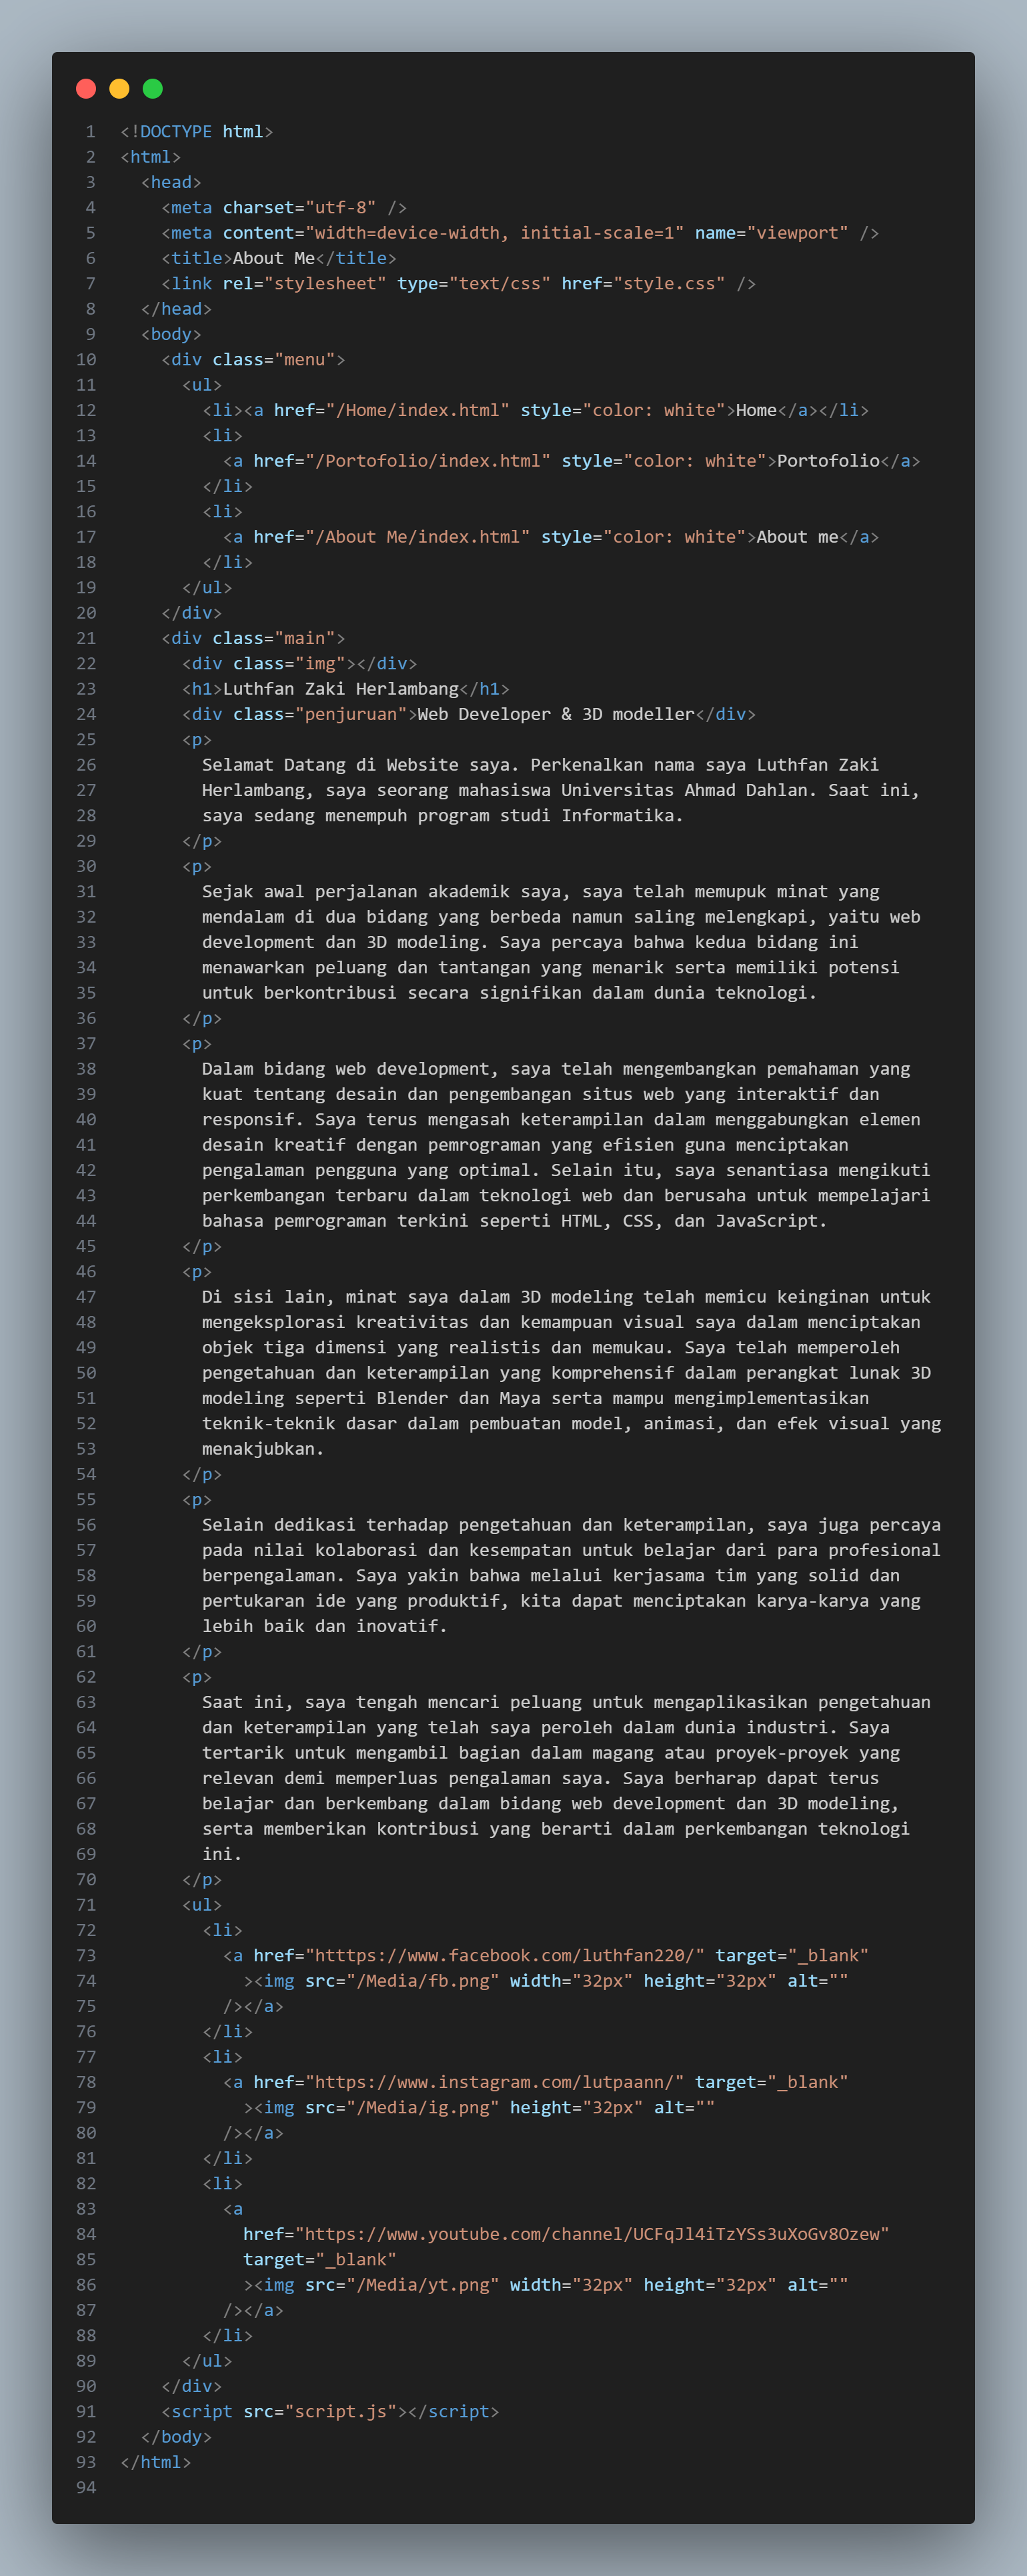 1 <!DOCTYPE html>
2 <html>
3   <head>
4     <meta charset="utf-8" />
5     <meta content="width=device-width, initial-scale=1" name="viewport" />
6     <title>About Me</title>
7     <link rel="stylesheet" type="text/css" href="style.css" />
8   </head>
9   <body>
10     <div class="menu">
11       <ul>
12         <li><a href="/Home/index.html" style="color: white">Home</a></li>
13         <li>
14           <a href="/Portofolio/index.html" style="color: white">Portofolio</a>
15         </li>
16         <li>
17           <a href="/About Me/index.html" style="color: white">About me</a>
18         </li>
19       </ul>
20     </div>
21     <div class="main">
22       <div class="img"></div>
23       <h1>Luthfan Zaki Herlambang</h1>
24       <div class="penjuruan">Web Developer & 3D modeller</div>
25       <p>
26         Selamat Datang di Website saya. Perkenalkan nama saya Luthfan Zaki
27         Herlambang, saya seorang mahasiswa Universitas Ahmad Dahlan. Saat ini,
28         saya sedang menempuh program studi Informatika.
29       </p>
30       <p>
31         Sejak awal perjalanan akademik saya, saya telah memupuk minat yang
32         mendalam di dua bidang yang berbeda namun saling melengkapi, yaitu web
33         development dan 3D modeling. Saya percaya bahwa kedua bidang ini
34         menawarkan peluang dan tantangan yang menarik serta memiliki potensi
35         untuk berkontribusi secara signifikan dalam dunia teknologi.
36       </p>
37       <p>
38         Dalam bidang web development, saya telah mengembangkan pemahaman yang
39         kuat tentang desain dan pengembangan situs web yang interaktif dan
40         responsif. Saya terus mengasah keterampilan dalam menggabungkan elemen
41         desain kreatif dengan pemrograman yang efisien guna menciptakan
42         pengalaman pengguna yang optimal. Selain itu, saya senantiasa mengikuti
43         perkembangan terbaru dalam teknologi web dan berusaha untuk mempelajari
44         bahasa pemrograman terkini seperti HTML, CSS, dan JavaScript.
45       </p>
46       <p>
47         Di sisi lain, minat saya dalam 3D modeling telah memicu keinginan untuk
48         mengeksplorasi kreativitas dan kemampuan visual saya dalam menciptakan
49         objek tiga dimensi yang realistis dan memukau. Saya telah memperoleh
50         pengetahuan dan keterampilan yang komprehensif dalam perangkat lunak 3D
51         modeling seperti Blender dan Maya serta mampu mengimplementasikan
52         teknik-teknik dasar dalam pembuatan model, animasi, dan efek visual yang
53         menakjubkan.
54       </p>
55       <p>
56         Selain dedikasi terhadap pengetahuan dan keterampilan, saya juga percaya
57         pada nilai kolaborasi dan kesempatan untuk belajar dari para profesional
58         berpengalaman. Saya yakin bahwa melalui kerjasama tim yang solid dan
59         pertukaran ide yang produktif, kita dapat menciptakan karya-karya yang
60         lebih baik dan inovatif.
61       </p>
62       <p>
63         Saat ini, saya tengah mencari peluang untuk mengaplikasikan pengetahuan
64         dan keterampilan yang telah saya peroleh dalam dunia industri. Saya
65         tertarik untuk mengambil bagian dalam magang atau proyek-proyek yang
66         relevan demi memperluas pengalaman saya. Saya berharap dapat terus
67         belajar dan berkembang dalam bidang web development dan 3D modeling,
68         serta memberikan kontribusi yang berarti dalam perkembangan teknologi
69         ini.
70       </p>
71       <ul>
72         <li>
73           <a href="htttps://www.facebook.com/luthfan220/" target="_blank"
74             ><img src="/Media/fb.png" width="32px" height="32px" alt=""
75           /></a>
76         </li>
77         <li>
78           <a href="https://www.instagram.com/lutpaann/" target="_blank"
79             ><img src="/Media/ig.png" height="32px" alt=""
80           /></a>
81         </li>
82         <li>
83           <a
84             href="https://www.youtube.com/channel/UCFqJl4iTzYSs3uXoGv8Ozew"
85             target="_blank"
86             ><img src="/Media/yt.png" width="32px" height="32px" alt=""
87           /></a>
88         </li>
89       </ul>
90     </div>
91     <script src="script.js"></script>
92   </body>
93 </html>
94